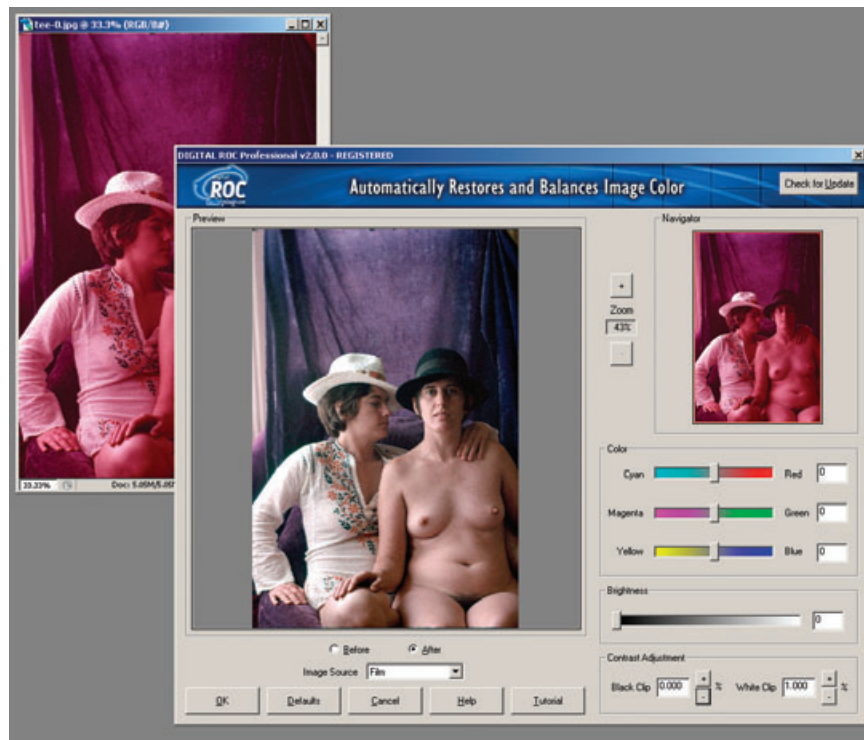 tee-0.jpg @ 33.3% (RGB/8#)
33.33%
Doc: 5.05M/5.05
DIGITAL ROC Professional v2.0.0 - REGISTERED
ROC
Automatically Restores and Balances Image Color
Check for Update
Preview
Navigator
+
Zoom
43%
-
Color
Cyan Red 0
Magenta Green 0
Yellow Blue 0
Brightness
0
Before After
Image Source Film
Contrast Adjustment
Black Clip 0.000 + - % White Clip 1.000 + - %
OK Defaults Cancel Help Tutorial